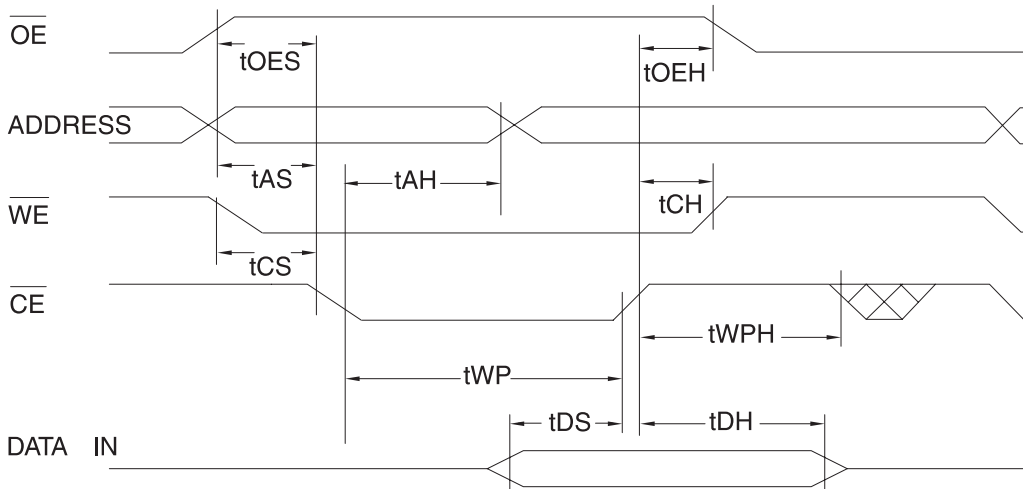 OE
tOES
tOEH
ADDRESS
tAS
tAH
WE
tCH
tCS
CE
tWPH
tWP
tDS
tDH
DATA IN